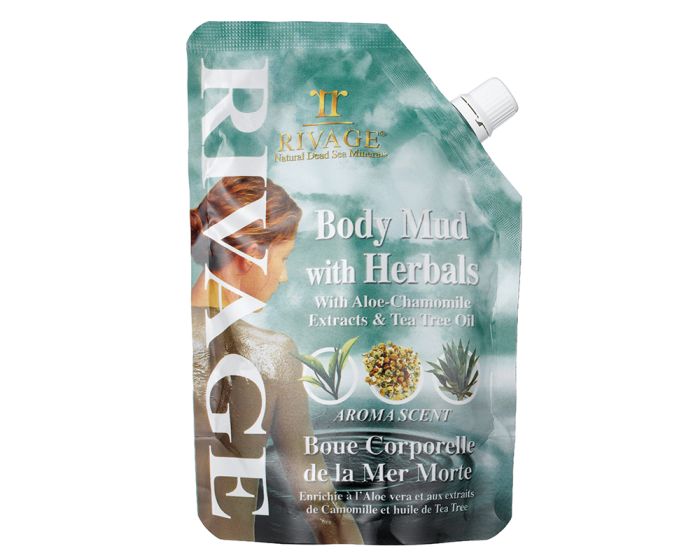 RIVAGE
RIVAGE®
Natural Dead Sea Minerals
Body Mud
with Herbals
With Aloe-Chamomile
Extracts & Tea Tree Oil
AROMA SCENT
Boue Corporelle
de la Mer Morte
Enrichie à l'Aloe vera et aux extraits
de Camomille et huile de Tea Tree